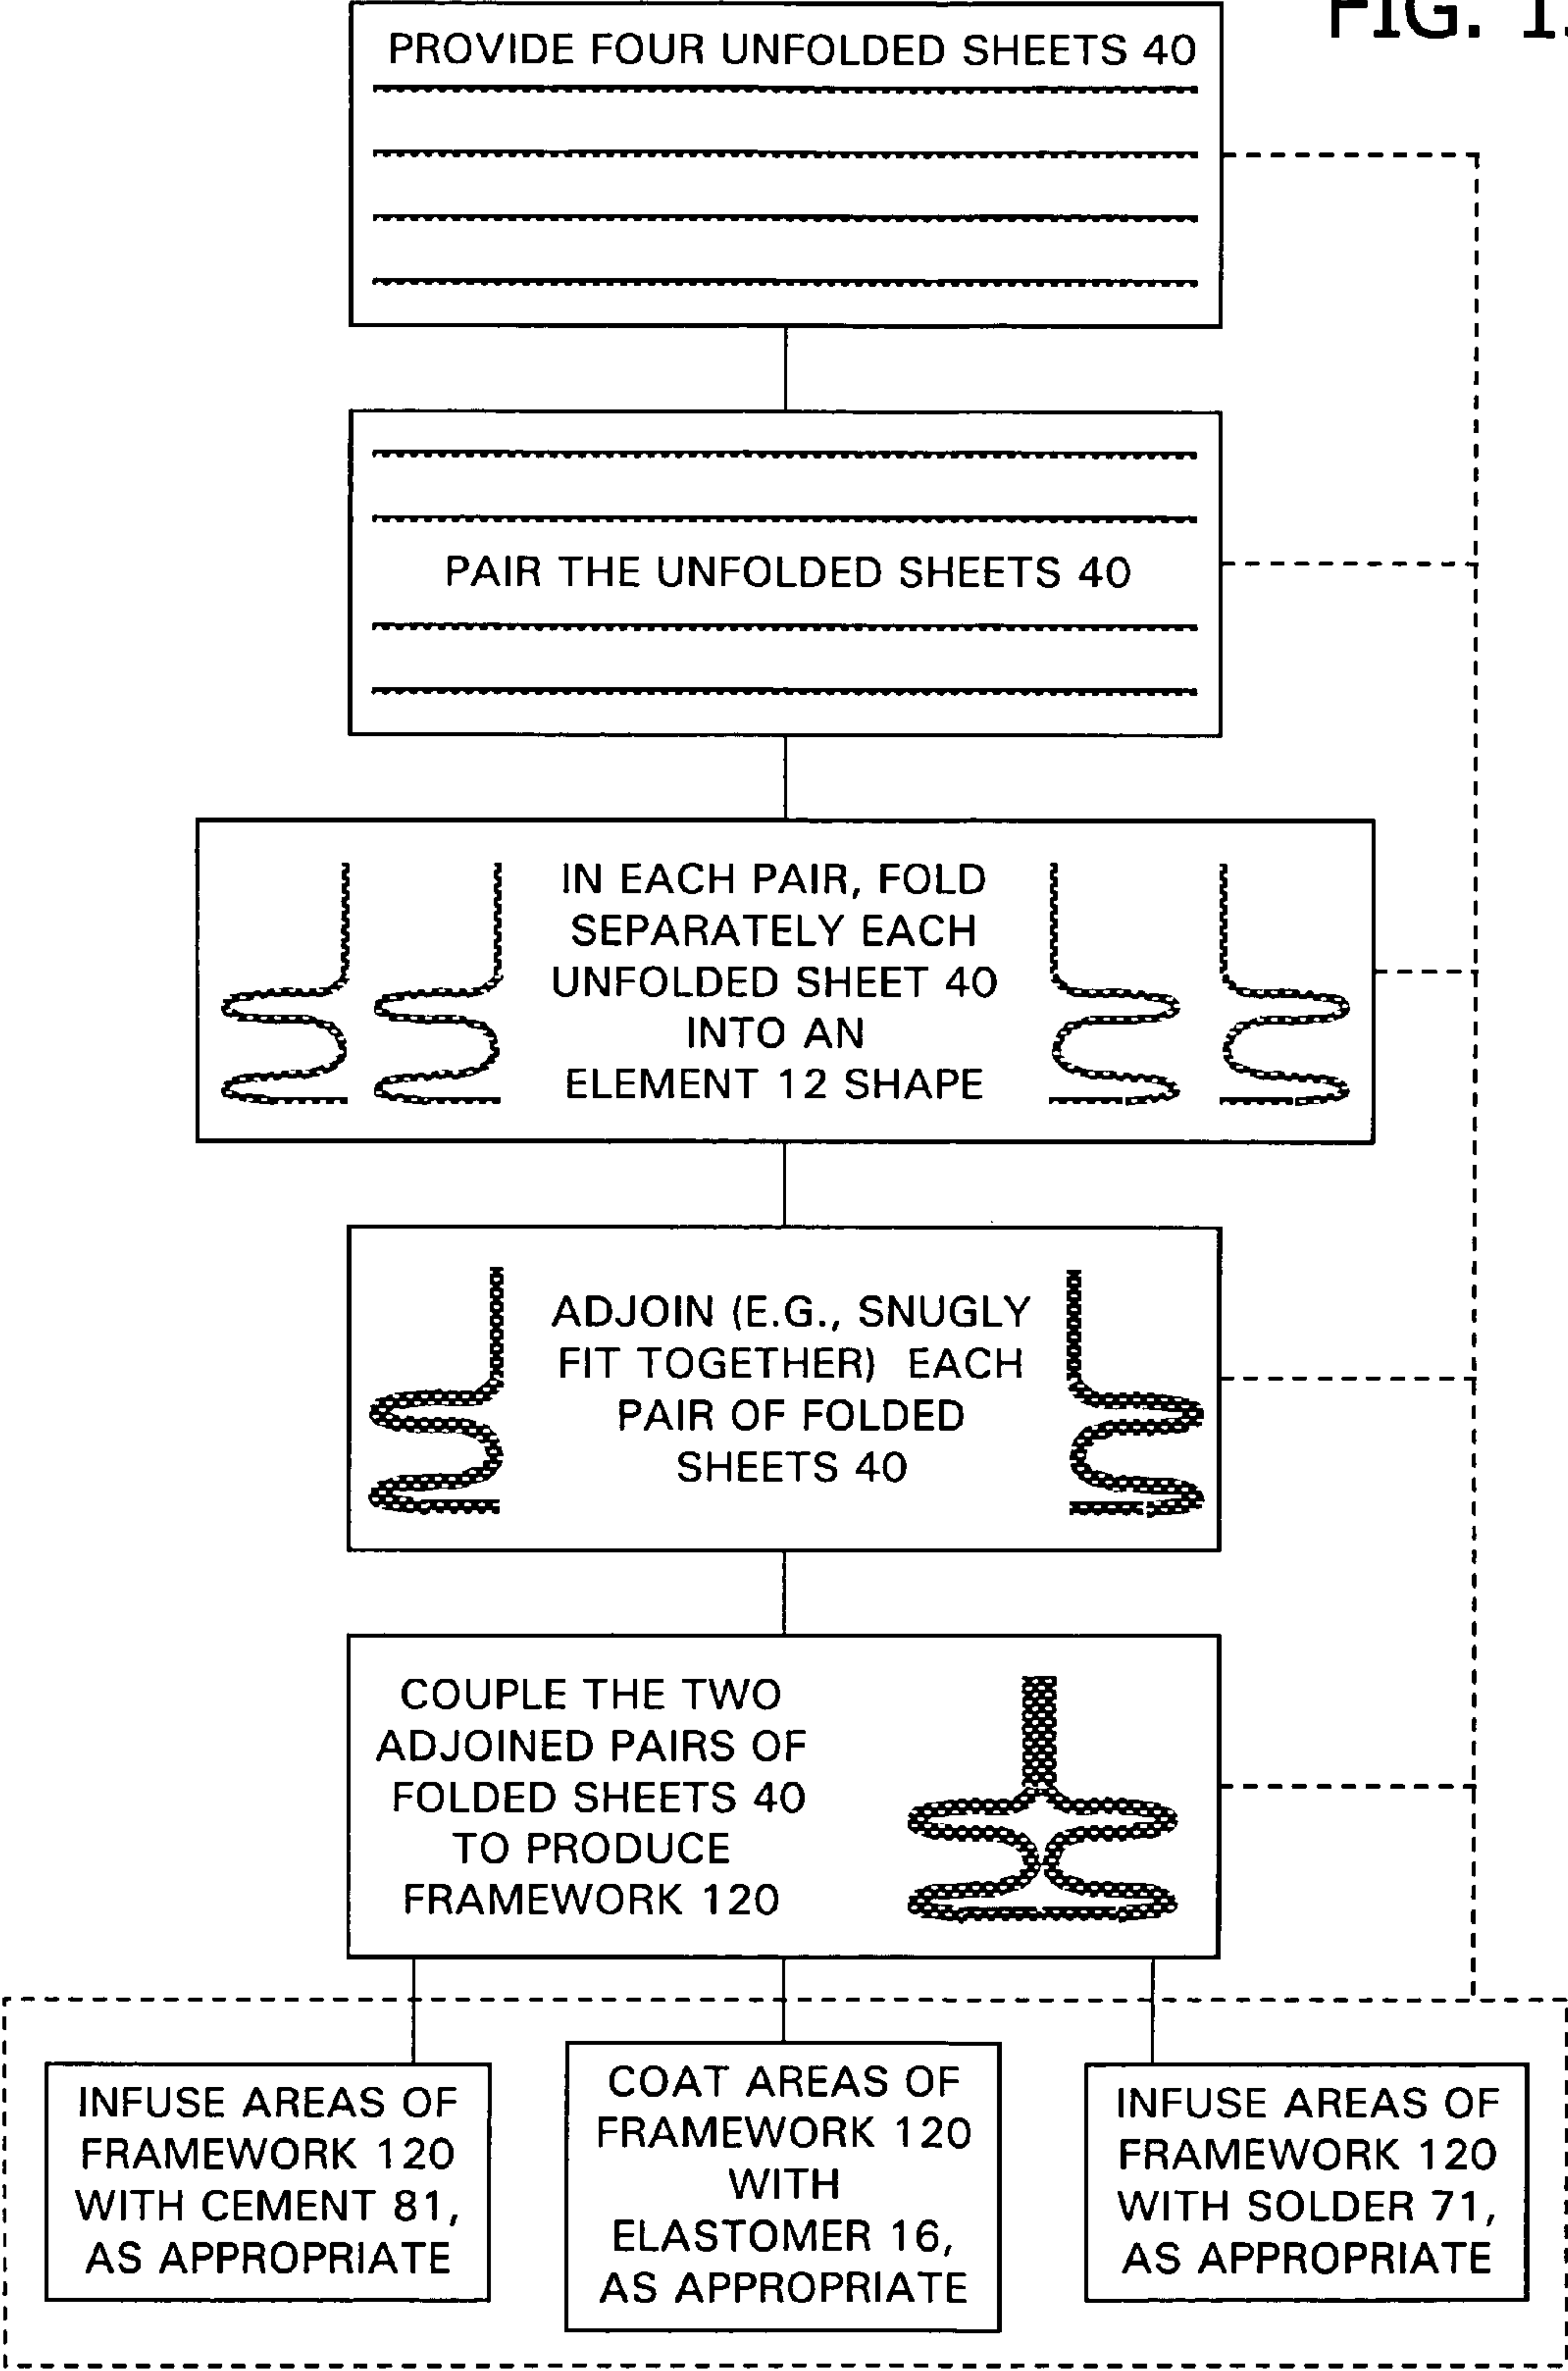 FIG. 1
PROVIDE FOUR UNFOLDED SHEETS 40
PAIR THE UNFOLDED SHEETS 40
IN EACH PAIR, FOLD
SEPARATELY EACH
UNFOLDED SHEET 40
INTO AN
ELEMENT 12 SHAPE
ADJOIN (E.G., SNUGLY
FIT TOGETHER) EACH
PAIR OF FOLDED
SHEETS 40
COUPLE THE TWO
ADJOINED PAIRS OF
FOLDED SHEETS 40
TO PRODUCE
FRAMEWORK 120
INFUSE AREAS OF
FRAMEWORK 120
WITH CEMENT 81,
AS APPROPRIATE
COAT AREAS OF
FRAMEWORK 120
WITH
ELASTOMER 16,
AS APPROPRIATE
INFUSE AREAS OF
FRAMEWORK 120
WITH SOLDER 71,
AS APPROPRIATE